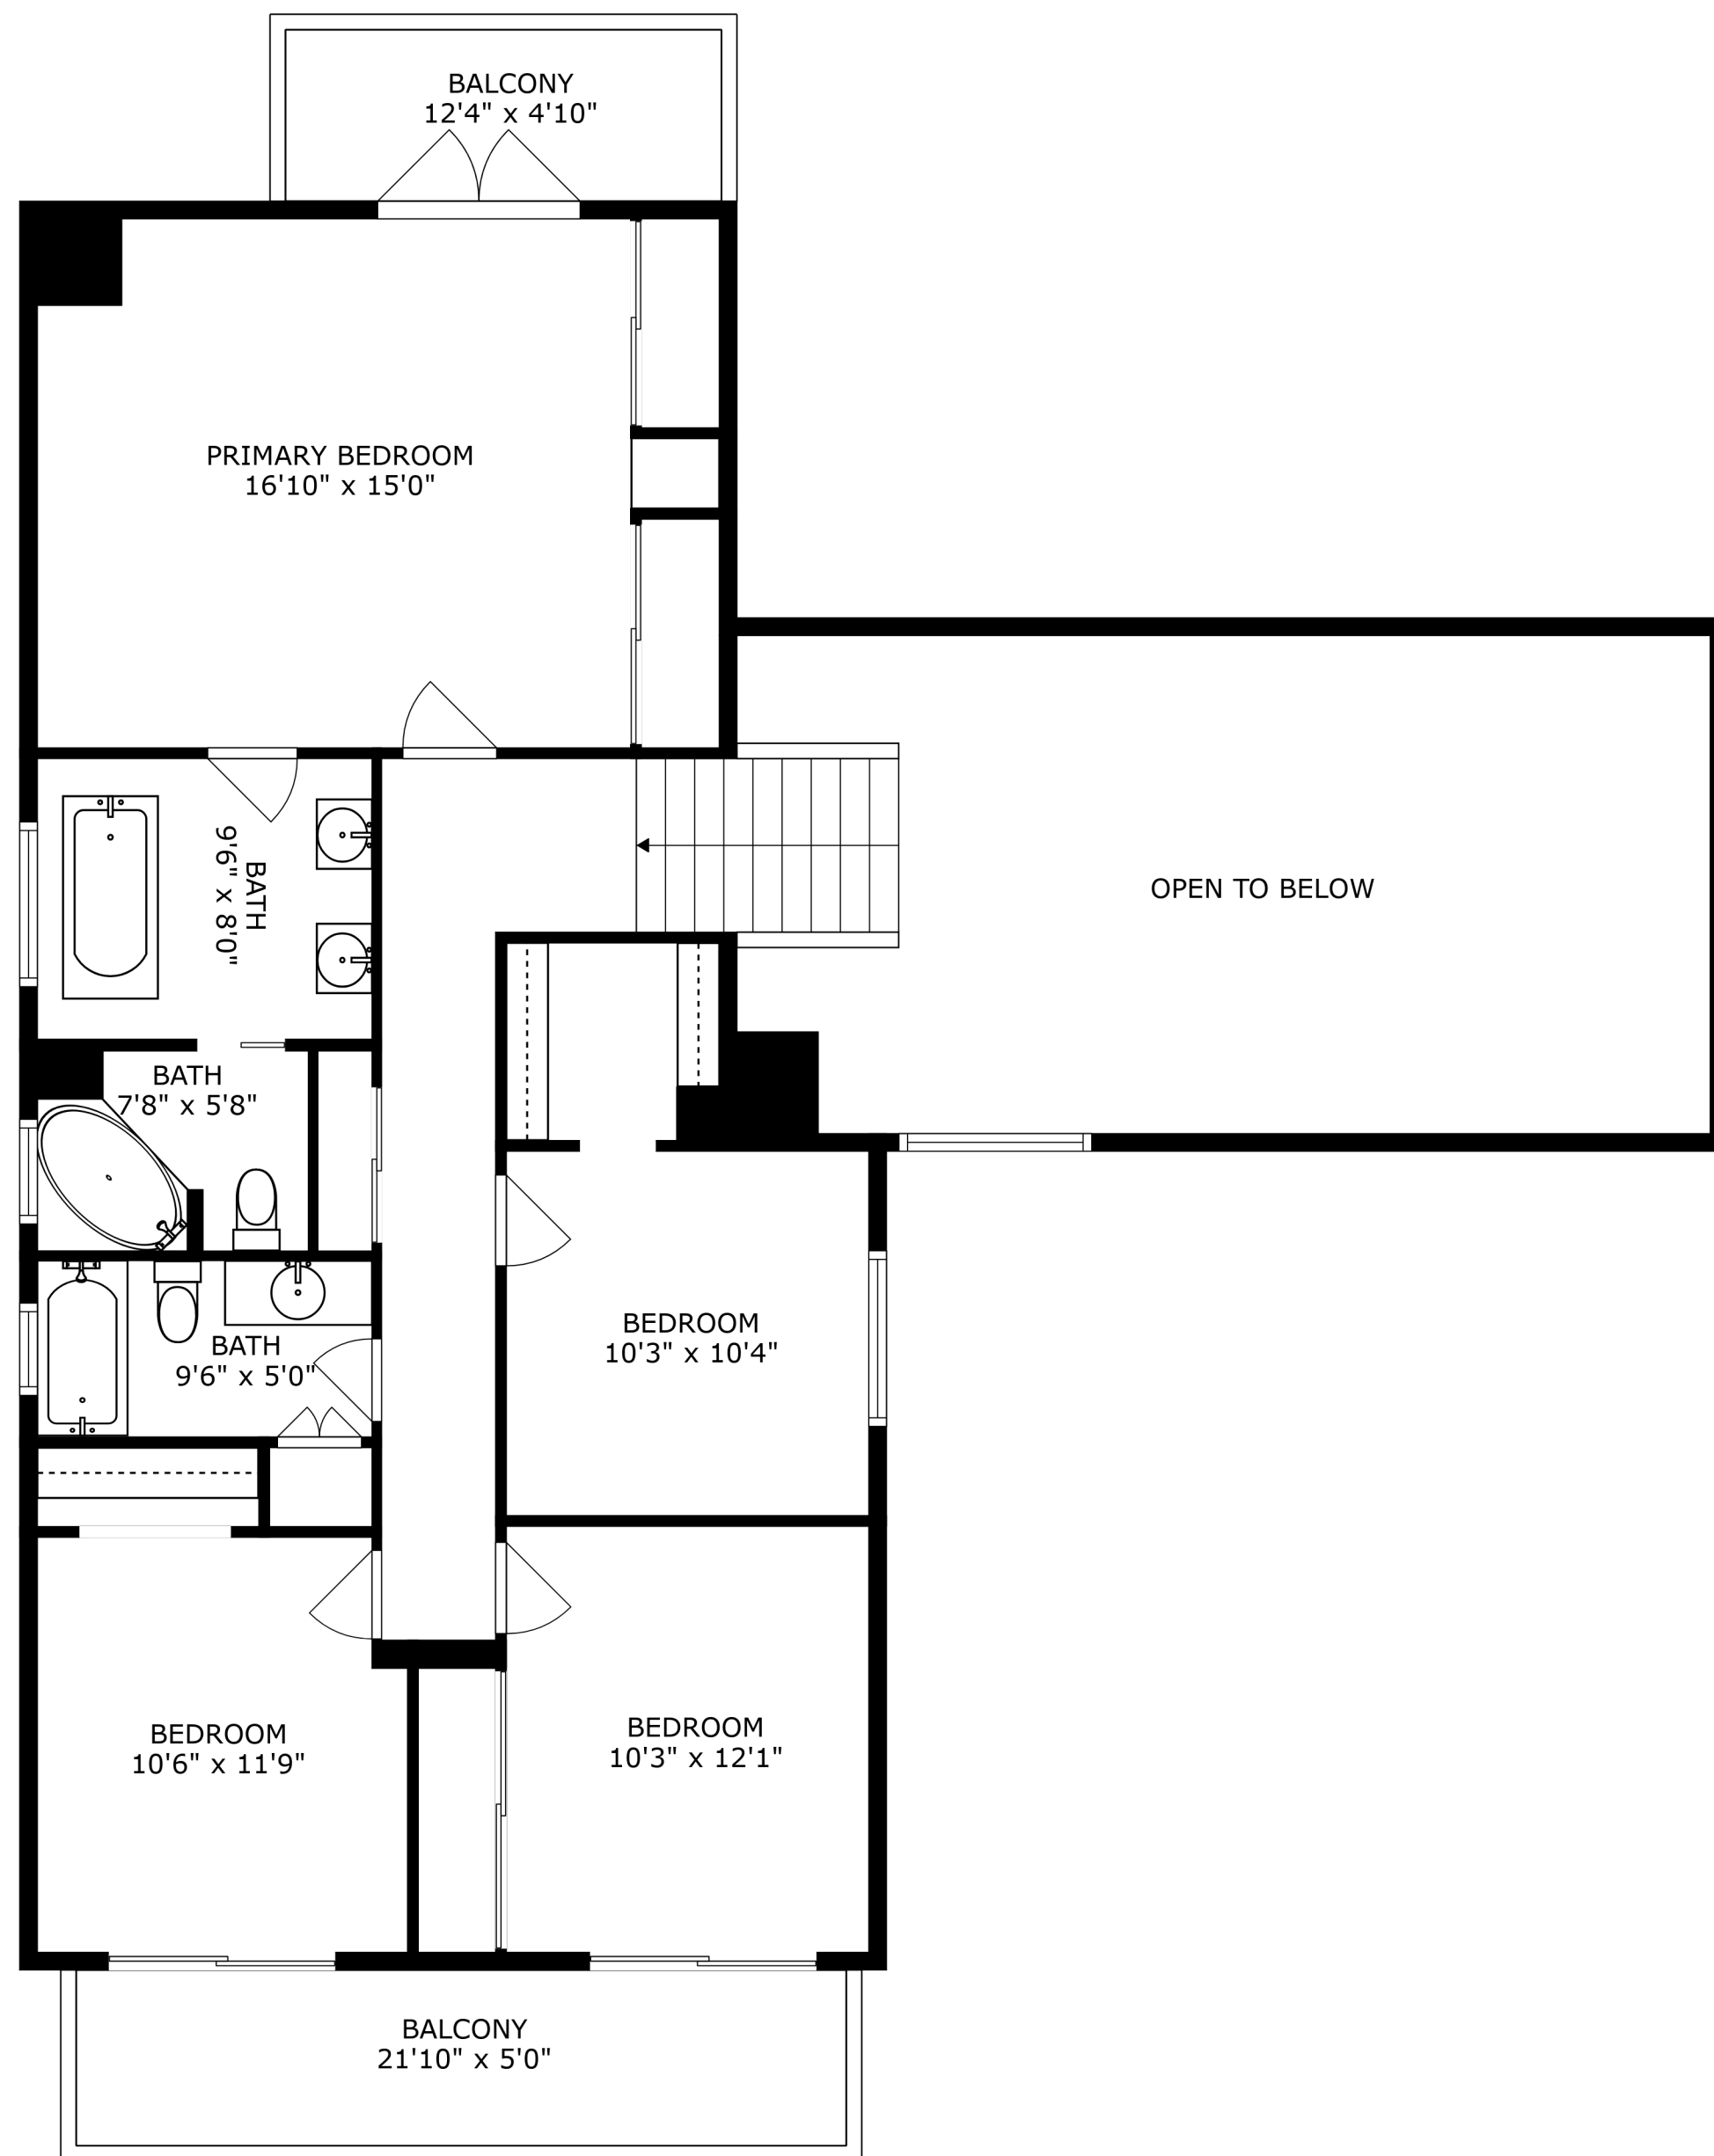 BALCONY
12'4" x 4'10"
PRIMARY BEDROOM
16'10" x 15'0"
BATH
9'6" x 8'0"
OPEN TO BELOW
BATH
7'8" x 5'8"
BEDROOM
10'3" x 10'4"
BATH
9'6" x 5'0"
BEDROOM
10'6" x 11'9"
BEDROOM
10'3" x 12'1"
BALCONY
21'10" x 5'0"